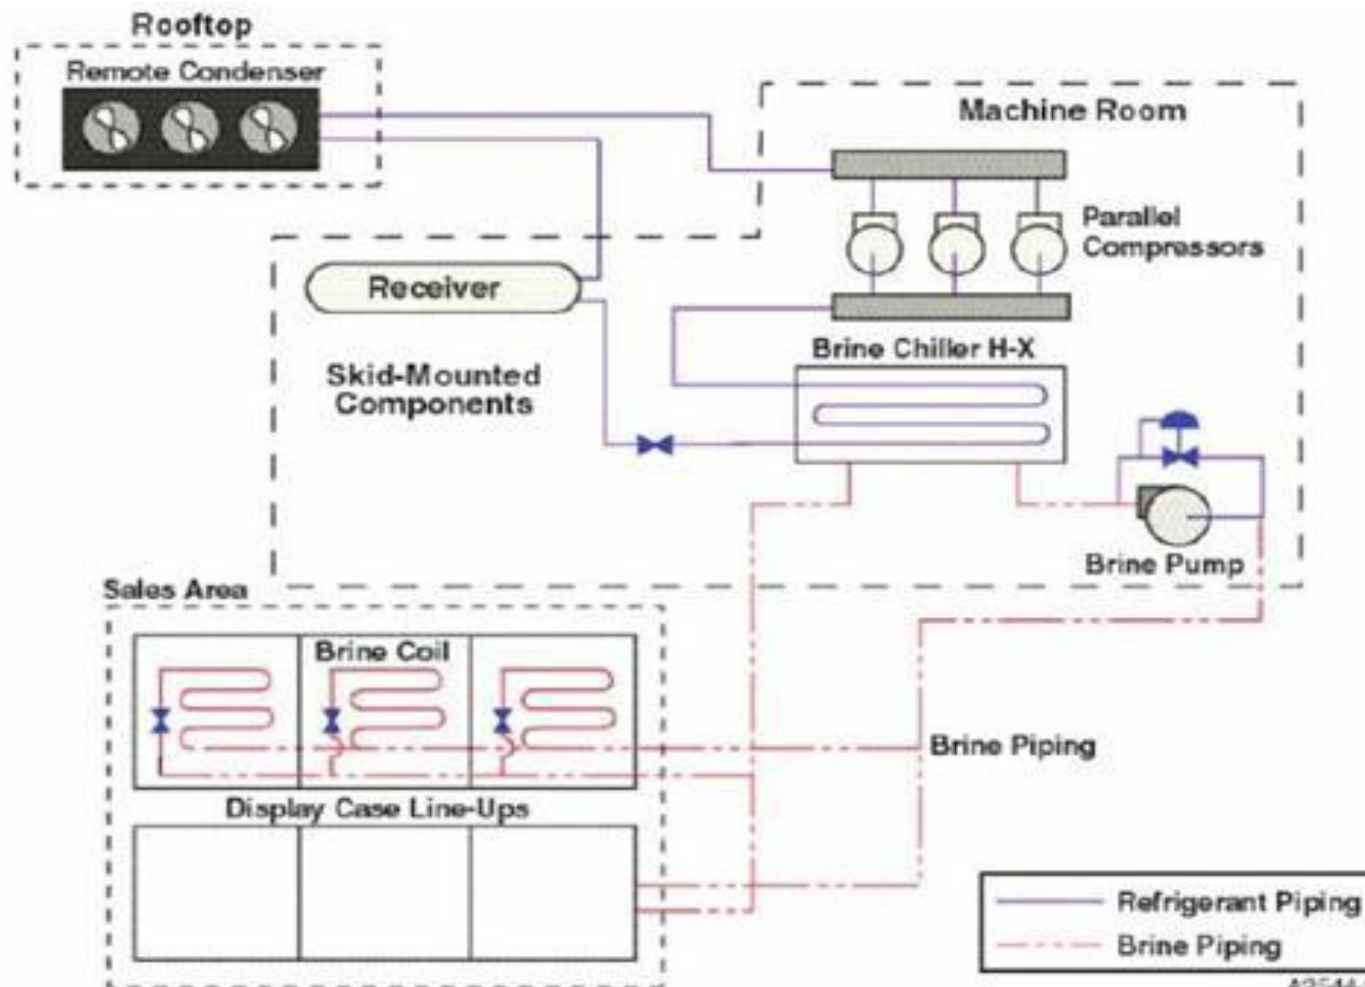 Rooftop
Remote Condenser
Machine Room
Parallel
Compressors
Receiver
Brine Chiller H-X
Skid-Mounted
Components
Brine Pump
Sales Area
Brine Coil
Brine Piping
Display Case Line-Ups
Refrigerant Piping
Brine Piping